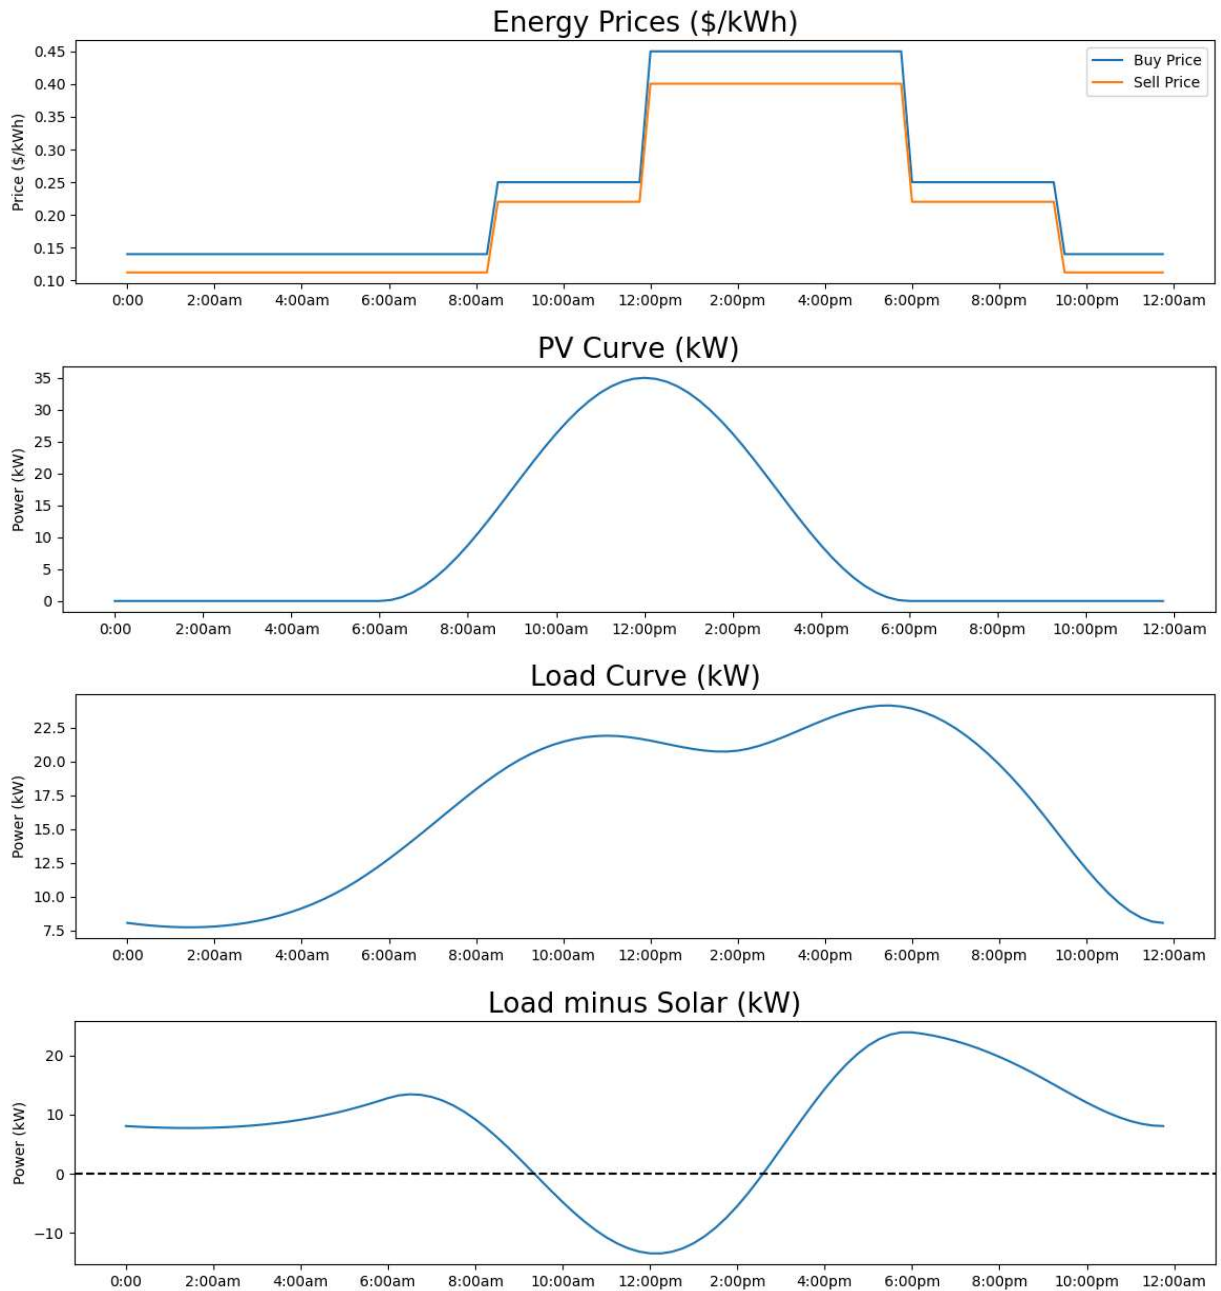 Energy Prices ($/kWh)
Price ($/kWh)
0.45
0.40
0.35
0.30
0.25
0.20
0.15
0.10
Buy Price
Sell Price
0:00 2:00am 4:00am 6:00am 8:00am 10:00am 12:00pm 2:00pm 4:00pm 6:00pm 8:00pm 10:00pm 12:00am
PV Curve (kW)
Power (kW)
35
30
25
20
15
10
5
0
0:00 2:00am 4:00am 6:00am 8:00am 10:00am 12:00pm 2:00pm 4:00pm 6:00pm 8:00pm 10:00pm 12:00am
Load Curve (kW)
Power (kW)
22.5
20.0
17.5
15.0
12.5
10.0
7.5
0:00 2:00am 4:00am 6:00am 8:00am 10:00am 12:00pm 2:00pm 4:00pm 6:00pm 8:00pm 10:00pm 12:00am
Load minus Solar (kW)
Power (kW)
20
10
0
−10
0:00 2:00am 4:00am 6:00am 8:00am 10:00am 12:00pm 2:00pm 4:00pm 6:00pm 8:00pm 10:00pm 12:00am